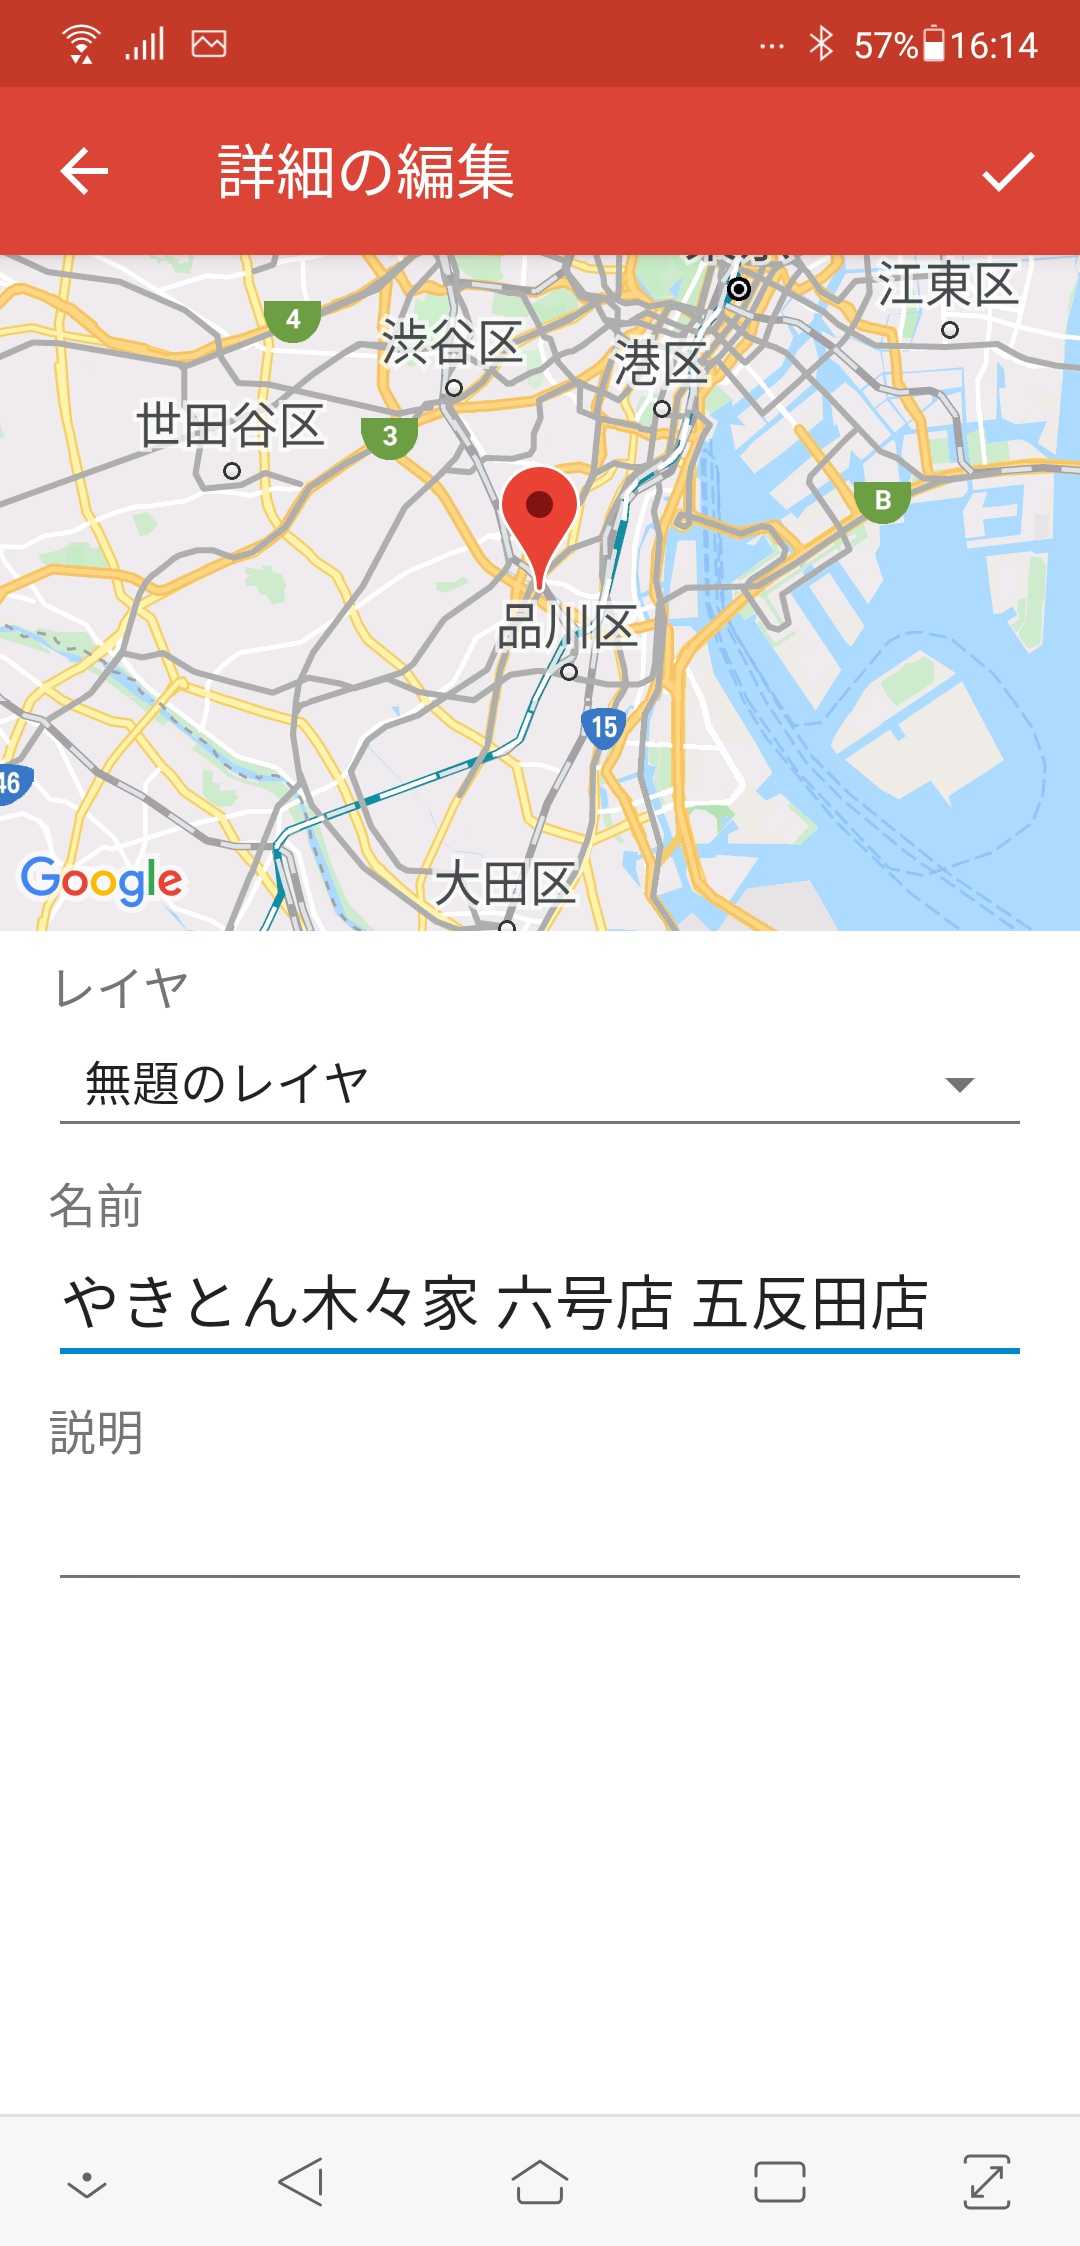 57% 16:14
詳細の編集
江東区
4
渋谷区
港区
世田谷区
3
B
品川区
15
46
Google
大田区
レイヤ
無題のレイヤ
名前
やきとん木々家 六号店 五反田店
説明